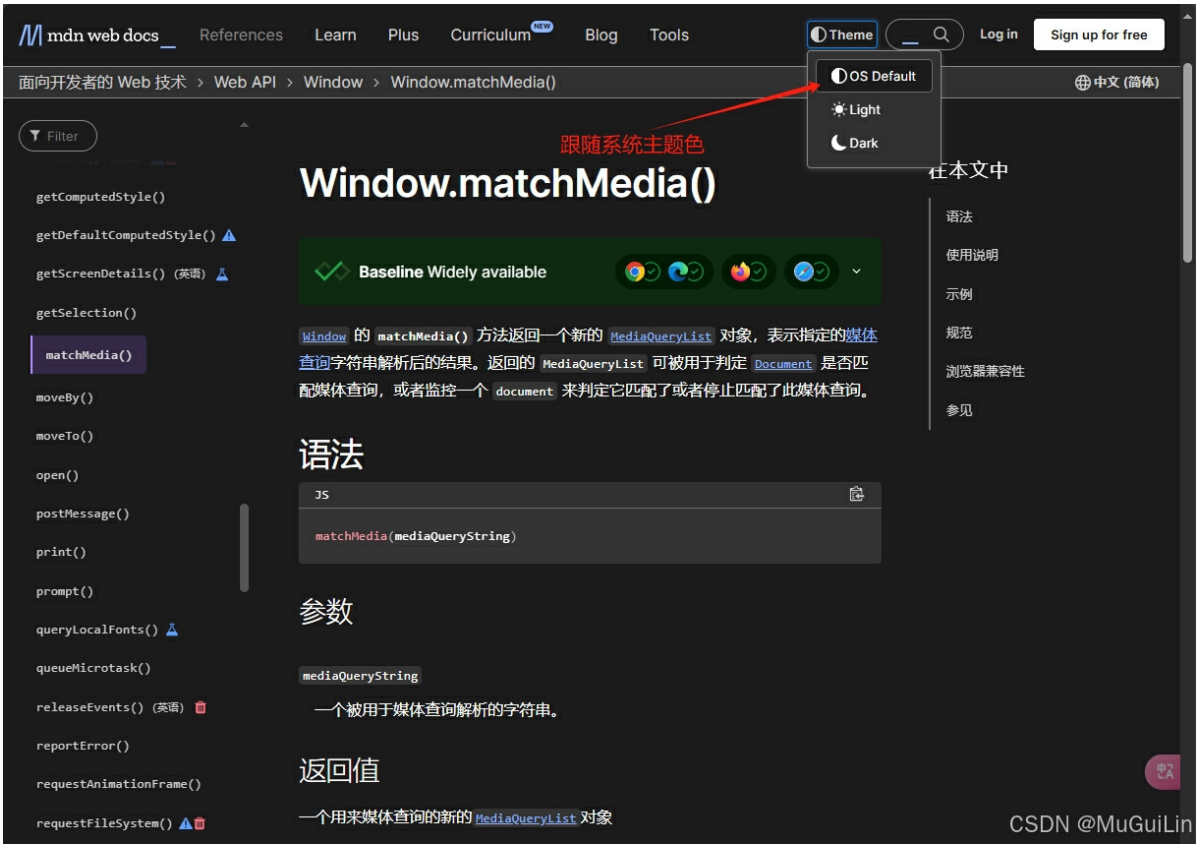 mdn web docs_ References Learn Plus Curriculum NEW Blog Tools Theme Log in Sign up for free
面向开发者的 Web 技术 > Web API > Window > Window.matchMedia() 中文 (简体)
OS Default
Light
Dark
跟随系统主题色
Filter
getComputedStyle()
getDefaultComputedStyle()
getScreenDetails() (英语)
getSelection()
matchMedia()
moveBy()
moveTo()
open()
postMessage()
print()
prompt()
queryLocalFonts()
queueMicrotask()
releaseEvents() (英语)
reportError()
requestAnimationFrame()
requestFileSystem()
Window.matchMedia()
Baseline Widely available
Window 的 matchMedia() 方法返回一个新的 MediaQueryList 对象，表示指定的媒体
查询字符串解析后的结果。返回的 MediaQueryList 可被用于判定 Document 是否匹
配媒体查询，或者监控一个 document 来判定它匹配了或者停止匹配了此媒体查询。
语法
JS
matchMedia(mediaQueryString)
参数
mediaQueryString
一个被用于媒体查询解析的字符串。
返回值
一个用来媒体查询的新的 MediaQueryList 对象
在本文中
语法
使用说明
示例
规范
浏览器兼容性
参见
CSDN @MuGuiLin